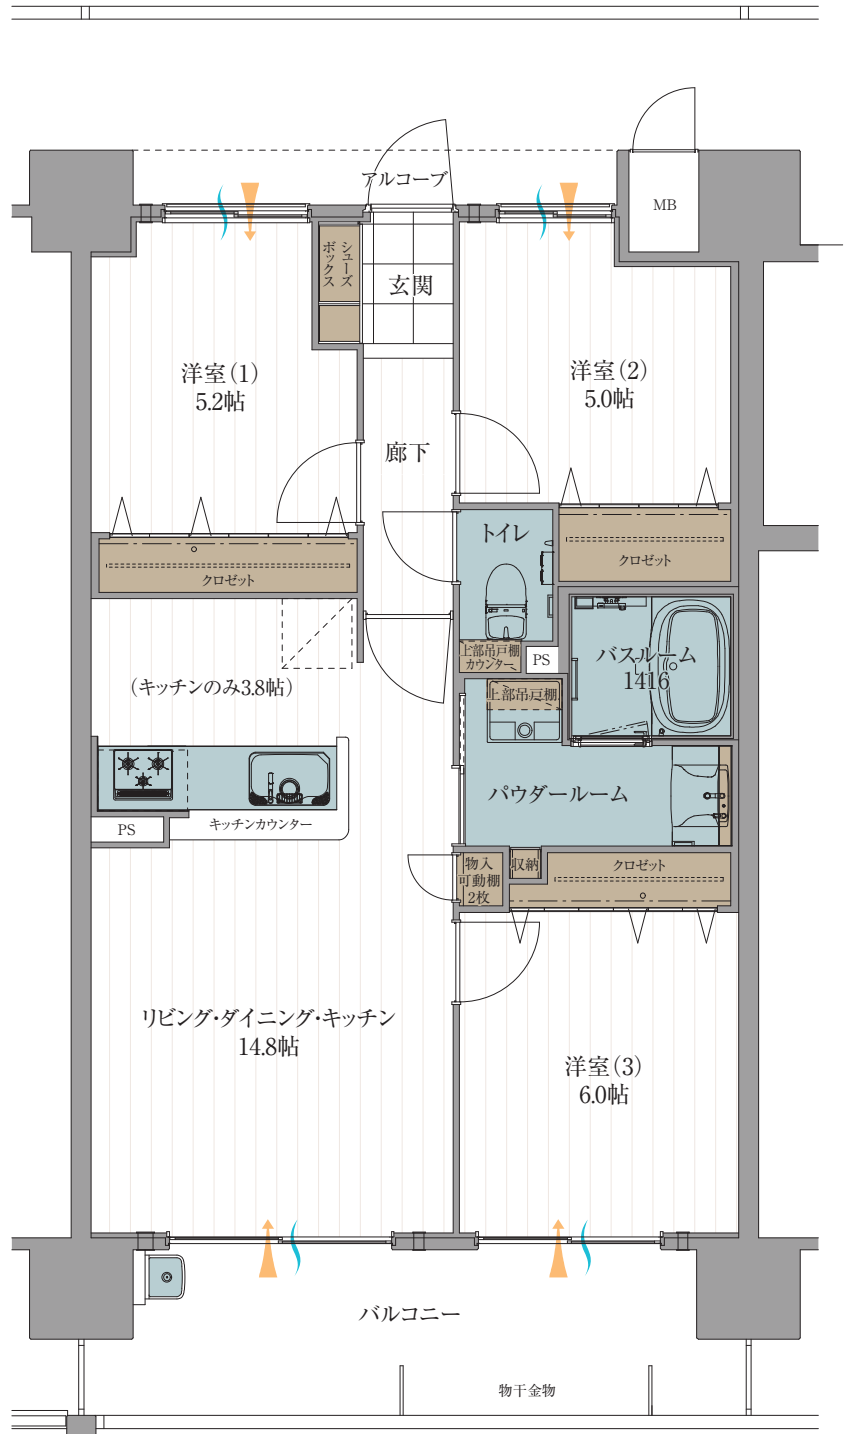 アルコーブ
MB
シューズ
ボックス
玄関
洋室(1)
5.2帖
洋室(2)
5.0帖
廊下
トイレ
クロゼット
クロゼット
上部吊戸棚
カウンター
PS
バスルーム
1416
(キッチンのみ3.8帖)
上部吊戸棚
パウダールーム
PS
キッチンカウンター
物入
可動棚
2枚
収納
クロゼット
リビング・ダイニング・キッチン
14.8帖
洋室(3)
6.0帖
バルコニー
物干金物